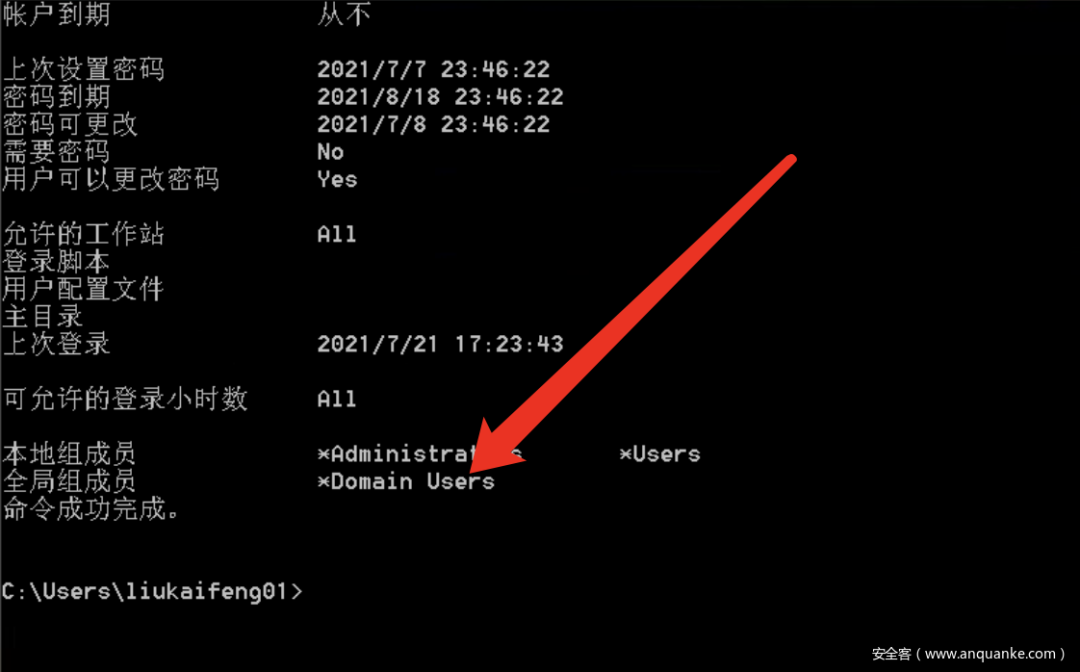 帐户到期 从不
上次设置密码 2021/7/7 23:46:22
密码到期 2021/8/18 23:46:22
密码可更改 2021/7/8 23:46:22
需要密码 No
用户可以更改密码 Yes
允许的工作站 All
登录脚本
用户配置文件
主目录
上次登录 2021/7/21 17:23:43
可允许的登录小时数 All
本地组成员 *Users
全局组成员 *Domain Users
命令成功完成。
C:\Users\liukaifeng01>
安全客（www.anquanke.com）